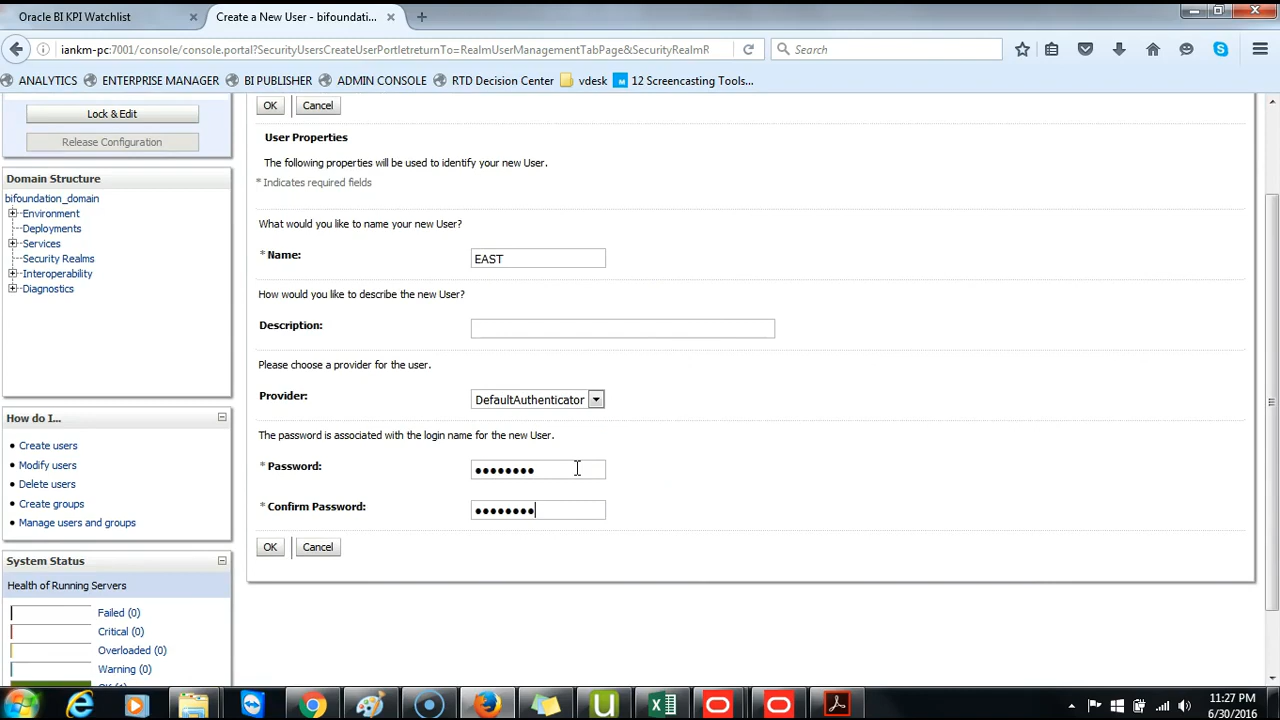 Oracle BI KPI Watchlist
Create a New User - bifoundati...
iankm-pc:7001/console/console.portal?SecurityUsersCreateUserPortletreturnTo=RealmUserManagementTabPage&SecurityRealmR
Search
ANALYTICS
ENTERPRISE MANAGER
BI PUBLISHER
ADMIN CONSOLE
RTD Decision Center
vdesk
12 Screencasting Tools...
Lock & Edit
Release Configuration
Domain Structure
bifoundation_domain
Environment
Deployments
Services
Security Realms
Interoperability
Diagnostics
How do I...
• Create users
• Modify users
• Delete users
• Create groups
• Manage users and groups
System Status
Health of Running Servers
Failed (0)
Critical (0)
Overloaded (0)
Warning (0)
OK Cancel
User Properties
The following properties will be used to identify your new User.
* Indicates required fields
What would you like to name your new User?
* Name: EAST
How would you like to describe the new User?
Description:
Please choose a provider for the user.
Provider: DefaultAuthenticator
The password is associated with the login name for the new User.
* Password: ●●●●●●●●
* Confirm Password: ●●●●●●●●
OK Cancel
11:27 PM
6/30/2016